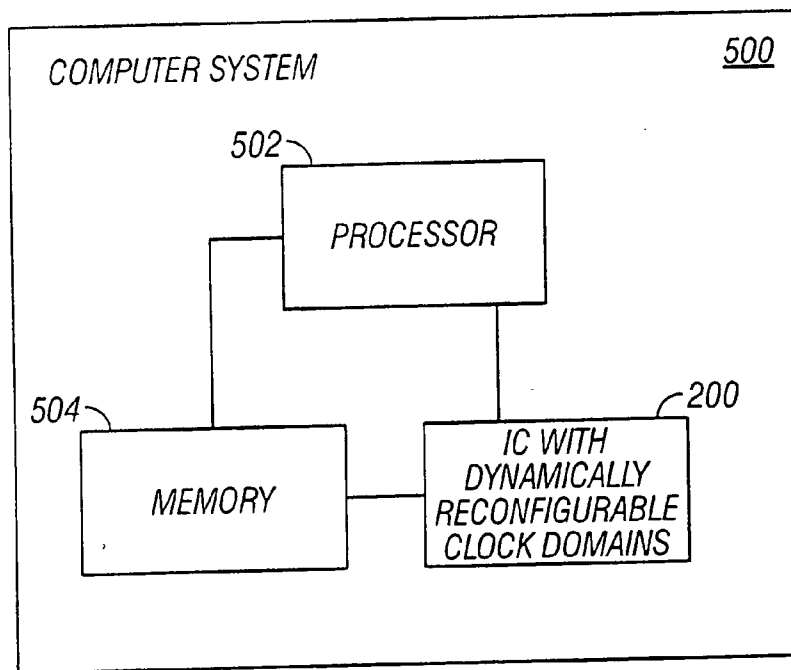 COMPUTER SYSTEM
500
502
PROCESSOR
504
MEMORY
200
IC WITH
DYNAMICALLY
RECONFIGURABLE
CLOCK DOMAINS